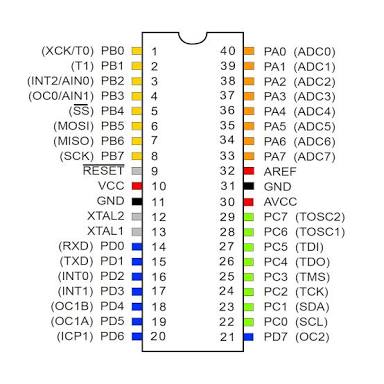 (XCK/T0) PB0 1 40 PA0 (ADC0)
(T1) PB1 2 39 PA1 (ADC1)
(INT2/AIN0) PB2 3 38 PA2 (ADC2)
(OC0/AIN1) PB3 4 37 PA3 (ADC3)
(SS) PB4 5 36 PA4 (ADC4)
(MOSI) PB5 6 35 PA5 (ADC5)
(MISO) PB6 7 34 PA6 (ADC6)
(SCK) PB7 8 33 PA7 (ADC7)
RESET 9 32 AREF
VCC 10 31 GND
GND 11 30 AVCC
XTAL2 12 29 PC7 (TOSC2)
XTAL1 13 28 PC6 (TOSC1)
(RXD) PD0 14 27 PC5 (TDI)
(TXD) PD1 15 26 PC4 (TDO)
(INT0) PD2 16 25 PC3 (TMS)
(INT1) PD3 17 24 PC2 (TCK)
(OC1B) PD4 18 23 PC1 (SDA)
(OC1A) PD5 19 22 PC0 (SCL)
(ICP1) PD6 20 21 PD7 (OC2)